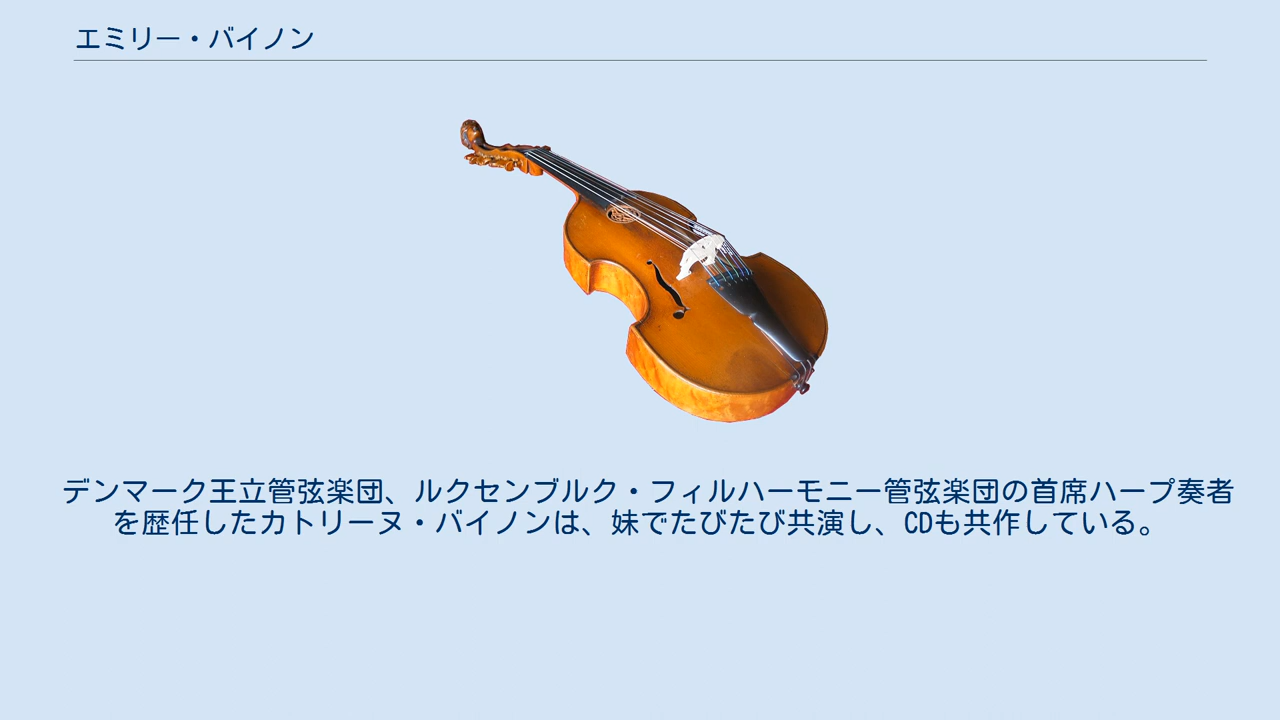 エミリー・バイノン
デンマーク王立管弦楽団、ルクセンブルク・フィルハーモニー管弦楽団の首席ハープ奏者
を歴任したカトリーヌ・バイノンは、妹でたびたび共演し、CDも共作している。